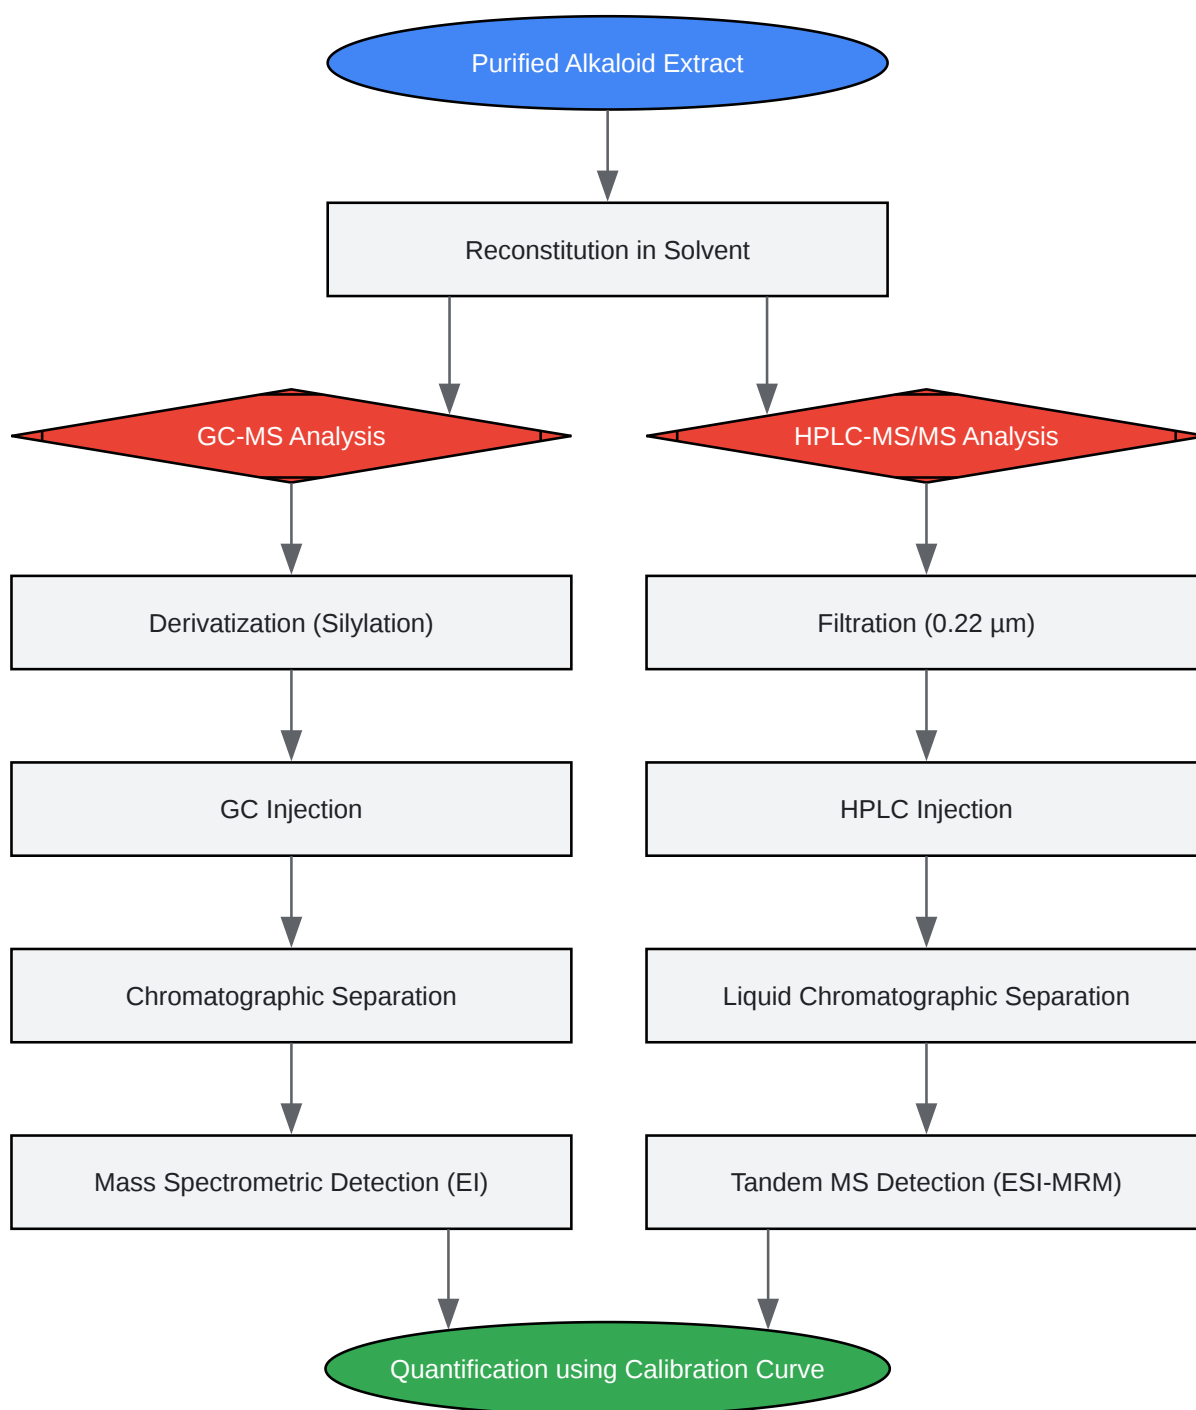 Purified Alkaloid Extract
Reconstitution in Solvent
GC-MS Analysis
HPLC-MS/MS Analysis
Derivatization (Silylation)
Filtration (0.22 µm)
GC Injection
HPLC Injection
Chromatographic Separation
Liquid Chromatographic Separation
Mass Spectrometric Detection (EI)
Tandem MS Detection (ESI-MRM)
Quantification using Calibration Curve